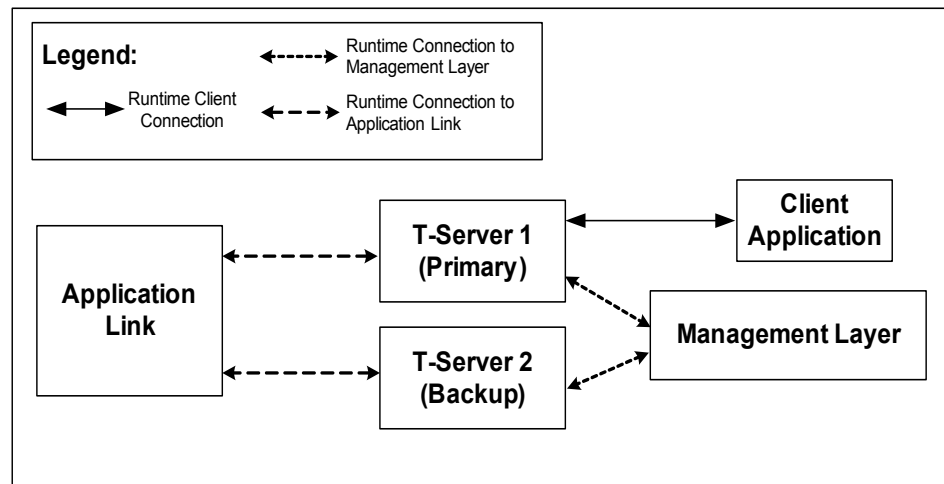 Legend:
Runtime Connection to
Management Layer
Runtime Client
Connection
Runtime Connection to
Application Link
Client
Application
T-Server 1
(Primary)
Application
Link
Management Layer
T-Server 2
(Backup)